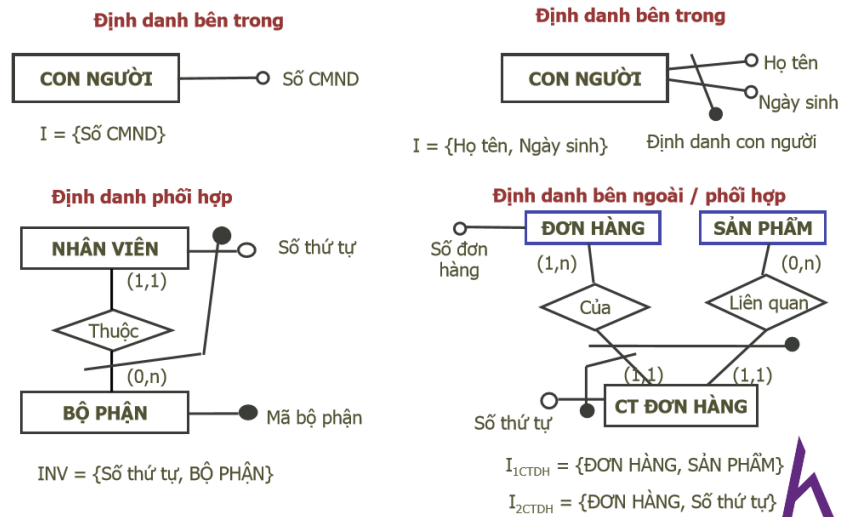 Định danh bên trong
CON NGƯỜI
Số CMND
I = {Số CMND}
Định danh bên trong
CON NGƯỜI
Họ tên
Ngày sinh
I = {Họ tên, Ngày sinh}
Định danh con người
Định danh phối hợp
NHÂN VIÊN
Số thứ tự
(1,1)
Thuộc
(0,n)
BỘ PHẬN
Mã bộ phận
INV = {Số thứ tự, BỘ PHẬN}
Định danh bên ngoài / phối hợp
ĐƠN HÀNG
SẢN PHẨM
Số đơn
hàng
(1,n)
(0,n)
Của
Liên quan
(1,1)
(1,1)
Số thứ tự
CT ĐƠN HÀNG
I1CTDH = {ĐƠN HÀNG, SẢN PHẨM}
I2CTDH = {ĐƠN HÀNG, Số thứ tự}